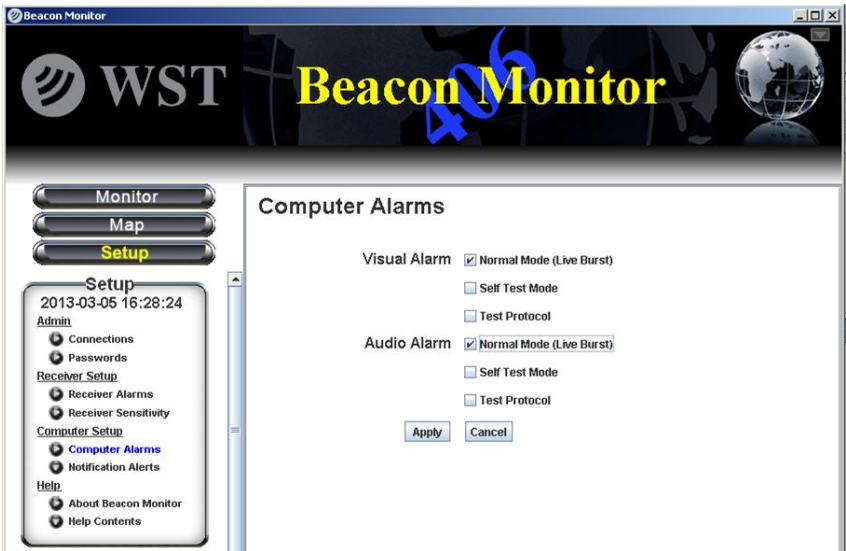 Beacon Monitor
WST
406
Beacon Monitor
Monitor
Map
Setup
Setup
2013-03-05 16:28:24
Admin
Connections
Passwords
Receiver Setup
Receiver Alarms
Receiver Sensitivity
Computer Setup
Computer Alarms
Notification Alerts
Help
About Beacon Monitor
Help Contents
Computer Alarms
Visual Alarm Normal Mode (Live Burst)
Self Test Mode
Test Protocol
Audio Alarm Normal Mode (Live Burst)
Self Test Mode
Test Protocol
Apply Cancel